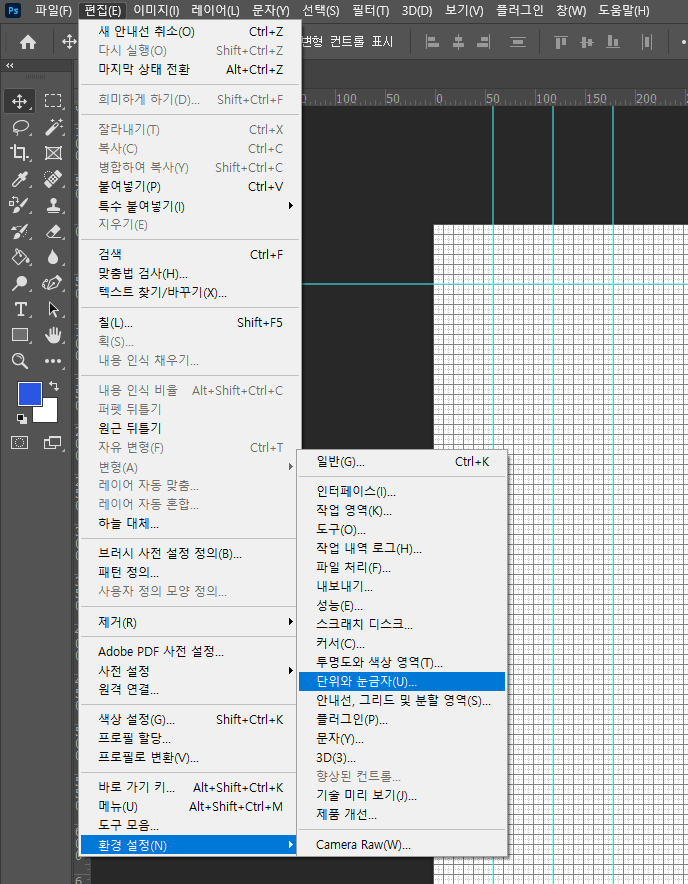 Ps 파일(F) 편집(E) 이미지(I) 레이어(L) 문자(Y) 선택(S) 필터(T) 3D(D) 보기(V) 플러그인 창(W) 도움말(H)
변형 컨트롤 표시
새 안내선 취소(O) Ctrl+Z
다시 실행(O) Shift+Ctrl+Z
마지막 상태 전환 Alt+Ctrl+Z
희미하게 하기(D)... Shift+Ctrl+F
100 50 0 50 100 150 200
잘라내기(T) Ctrl+X
복사(C) Ctrl+C
병합하여 복사(Y) Shift+Ctrl+C
붙여넣기(P) Ctrl+V
특수 붙여넣기(I)
지우기(E)
검색 Ctrl+F
맞춤법 검사(H)...
텍스트 찾기/바꾸기(X)...
칠(L)... Shift+F5
획(S)...
내용 인식 채우기...
내용 인식 비율 Alt+Shift+Ctrl+C
퍼펫 뒤틀기
원근 뒤틀기
자유 변형(F) Ctrl+T
변형(A)
레이어 자동 맞춤...
레이어 자동 혼합...
하늘 대체...
브러시 사전 설정 정의(B)...
패턴 정의...
사용자 정의 모양 정의...
제거(R)
Adobe PDF 사전 설정...
사전 설정
원격 연결...
색상 설정(G)... Shift+Ctrl+K
프로필 할당...
프로필로 변환(V)...
바로 가기 키... Alt+Shift+Ctrl+K
메뉴(U) Alt+Shift+Ctrl+M
도구 모음...
환경 설정(N)
일반(G)... Ctrl+K
인터페이스(I)...
작업 영역(K)...
도구(O)...
작업 내역 로그(H)...
파일 처리(F)...
내보내기...
성능(E)...
스크래치 디스크...
커서(C)...
투명도와 색상 영역(T)...
단위와 눈금자(U)...
안내선, 그리드 및 분할 영역(S)...
플러그인(P)...
문자(Y)...
3D(3)...
향상된 컨트롤...
기술 미리 보기(J)...
제품 개선...
Camera Raw(W)...